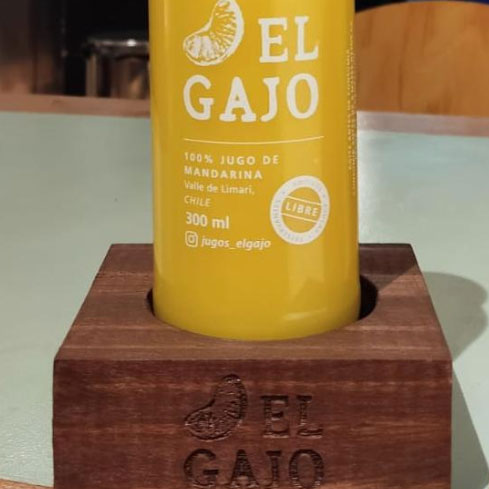 EL
GAJO
100% JUGO DE
MANDARINA
Valle de Limarí,
CHILE
300 ml
jugos_elgajo
LIBRE
EL
GAJO